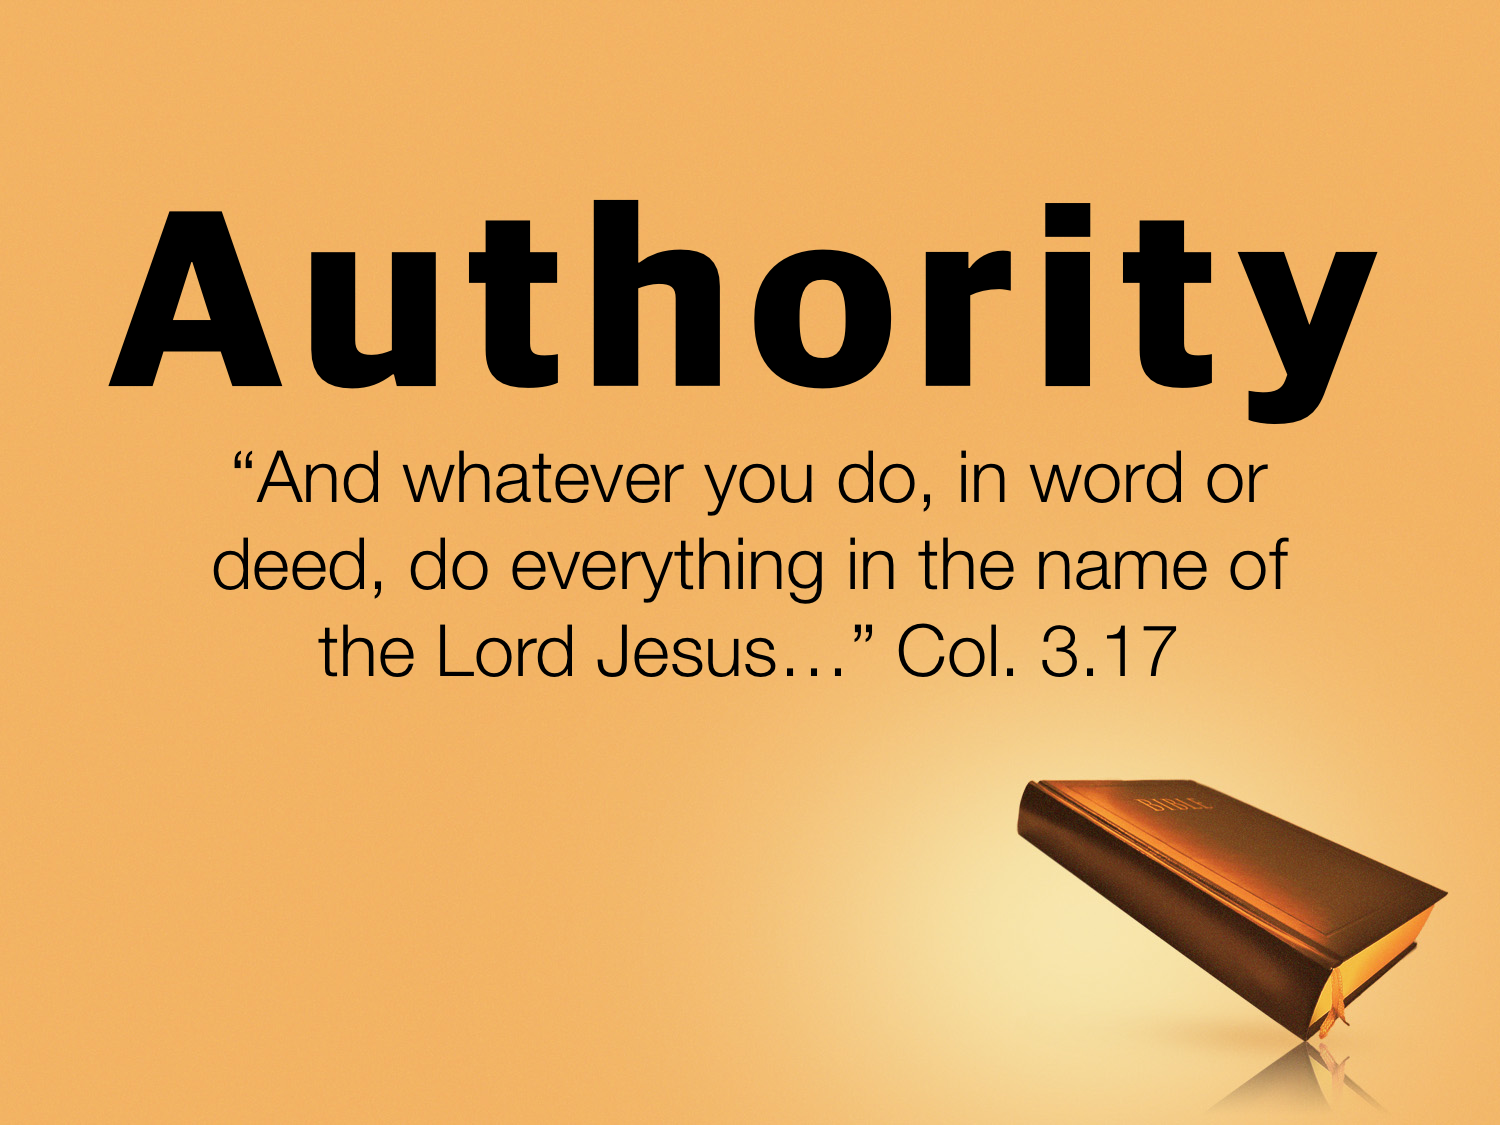 Authority
“And whatever you do, in word or
deed, do everything in the name of
the Lord Jesus…” Col. 3.17
BIBLE